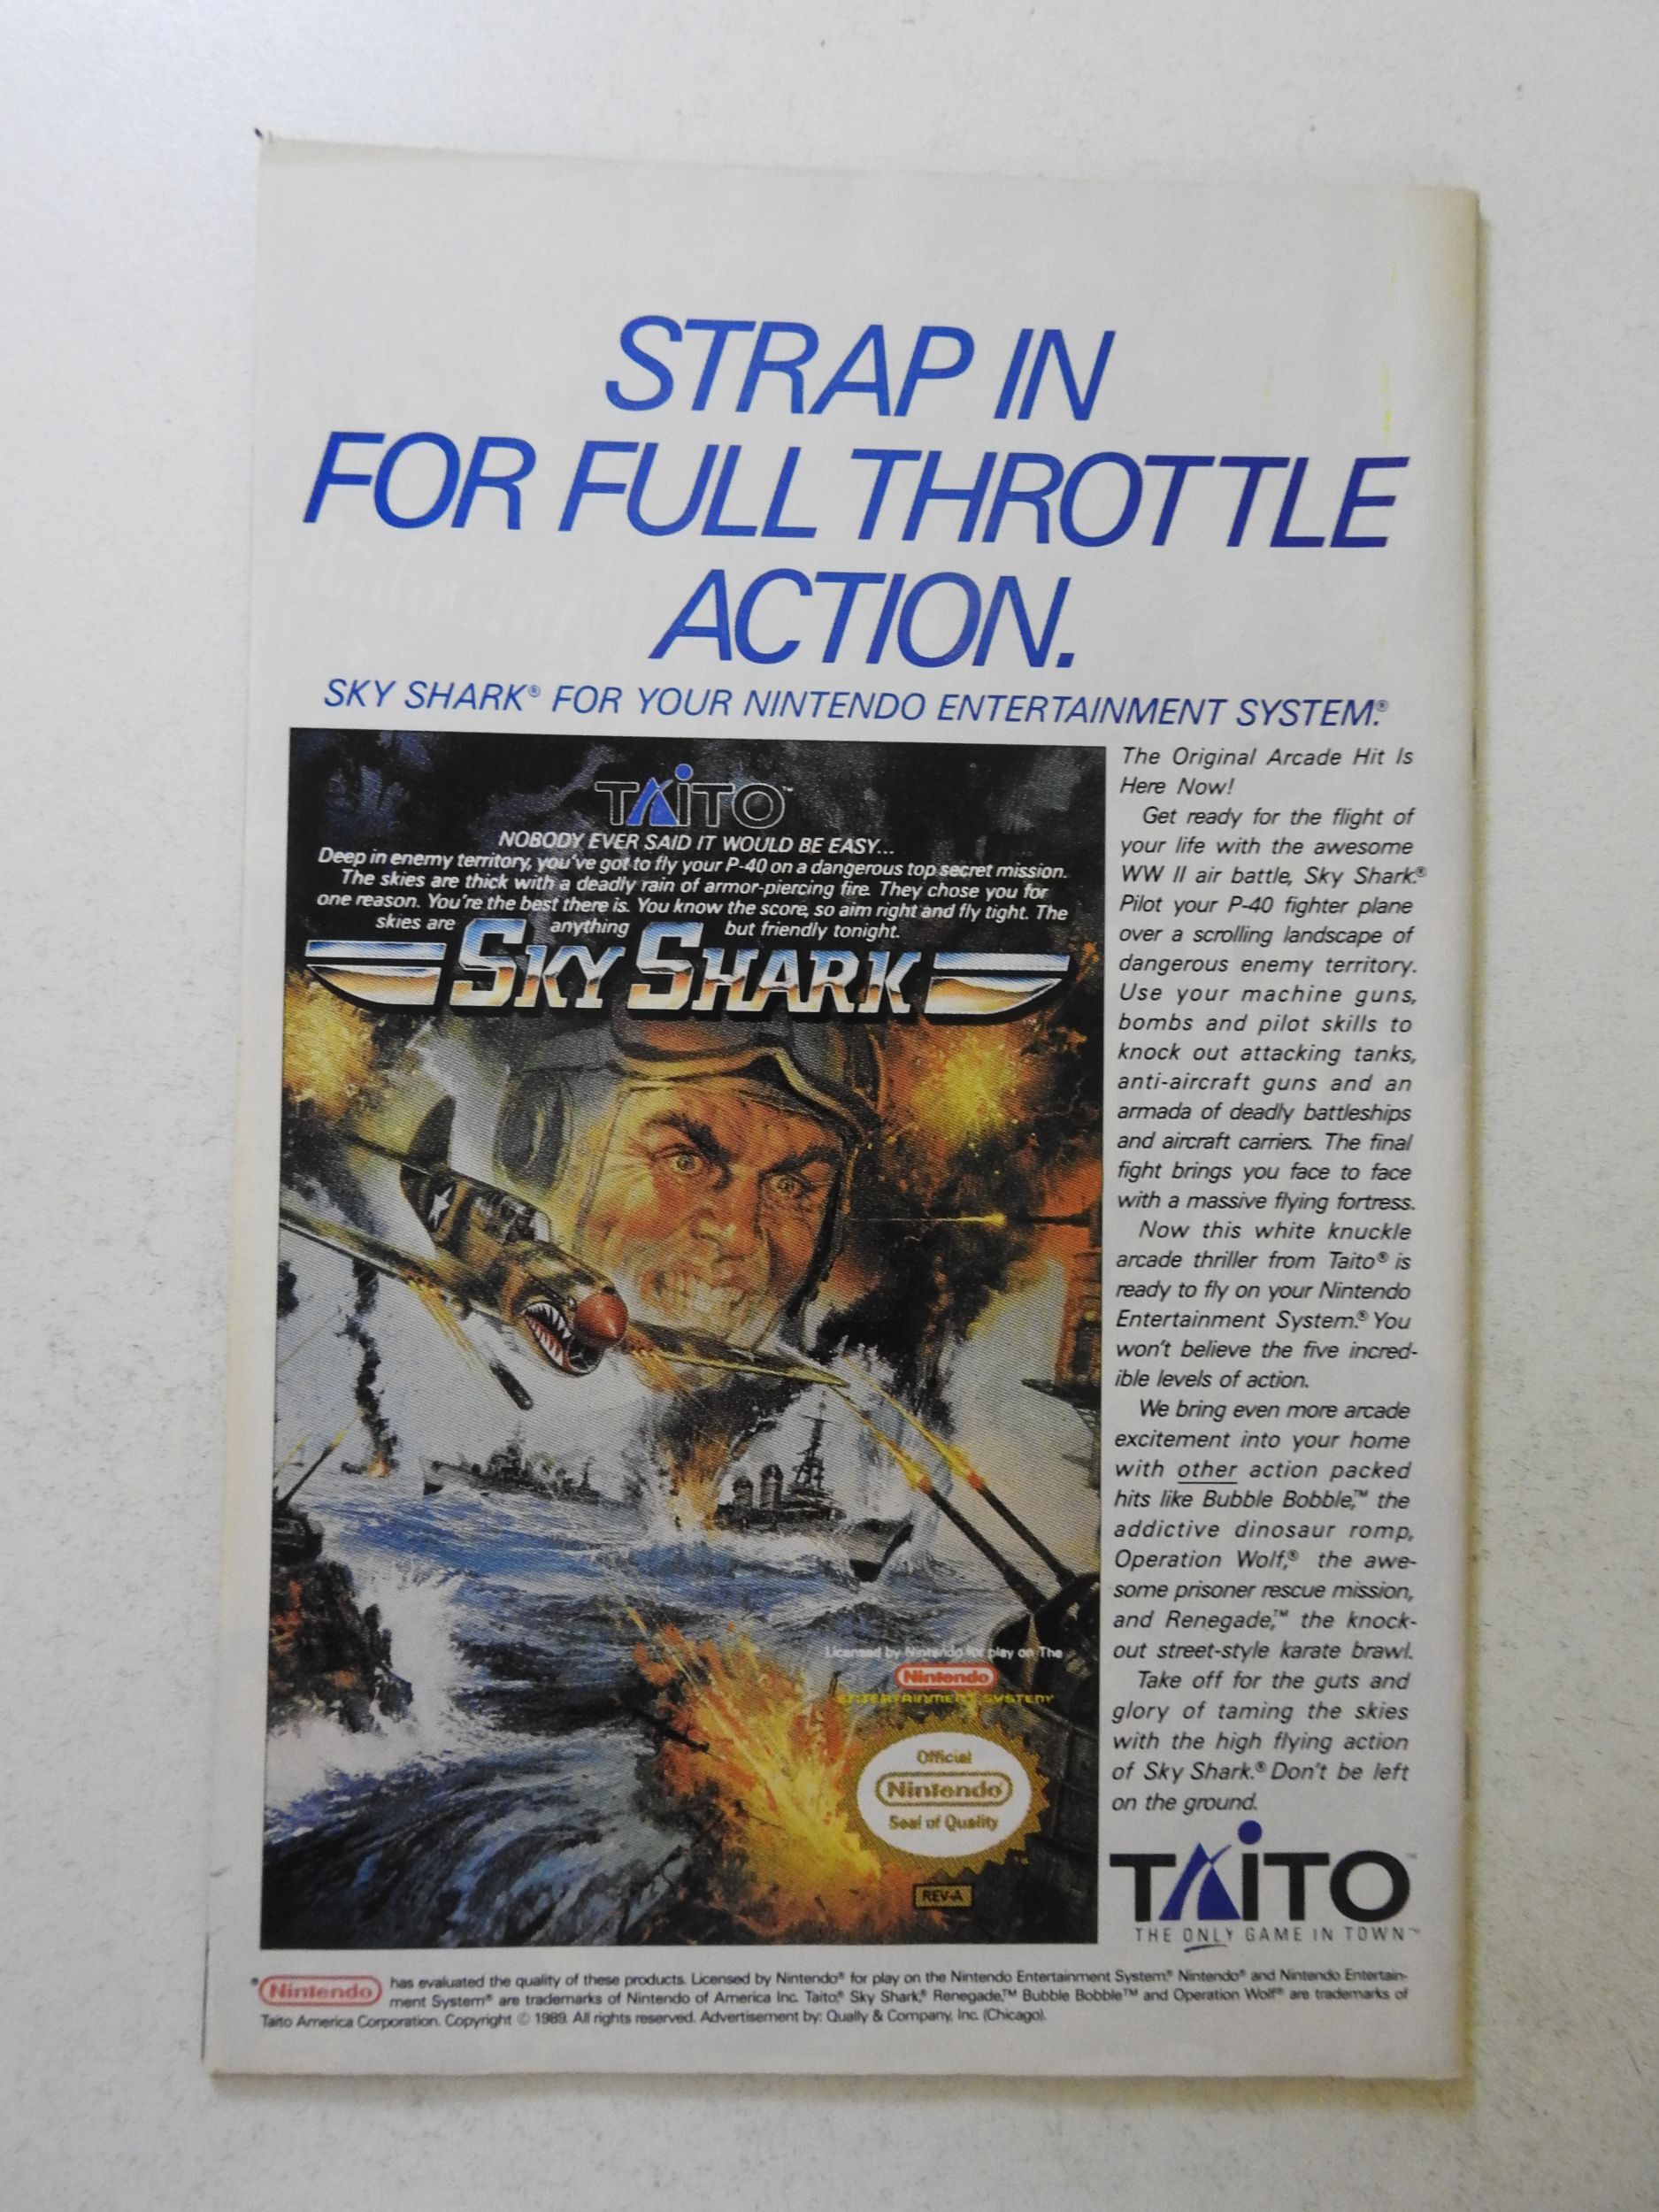 STRAP IN
FOR FULL THROTTLE
ACTION.
SKY SHARK® FOR YOUR NINTENDO ENTERTAINMENT SYSTEM.®
TAITO™
NOBODY EVER SAID IT WOULD BE EASY...
Deep in enemy territory, you've got to fly your P-40 on a dangerous top secret mission.
The skies are thick with a deadly rain of armor-piercing fire. They chose you for
one reason. You're the best there is. You know the score, so aim right and fly tight. The
skies are anything but friendly tonight.
SKY SHARK
Licensed by Nintendo for play on The
Nintendo
ENTERTAINMENT SYSTEM
Official
Nintendo
Seal of Quality
REV-A
The Original Arcade Hit Is
Here Now!
Get ready for the flight of
your life with the awesome
WW II air battle, Sky Shark.®
Pilot your P-40 fighter plane
over a scrolling landscape of
dangerous enemy territory.
Use your machine guns,
bombs and pilot skills to
knock out attacking tanks,
anti-aircraft guns and an
armada of deadly battleships
and aircraft carriers. The final
fight brings you face to face
with a massive flying fortress.
Now this white knuckle
arcade thriller from Taito® is
ready to fly on your Nintendo
Entertainment System.® You
won't believe the five incred-
ible levels of action.
We bring even more arcade
excitement into your home
with other action packed
hits like Bubble Bobble,™ the
addictive dinosaur romp,
Operation Wolf,® the awe-
some prisoner rescue mission,
and Renegade,™ the knock-
out street-style karate brawl.
Take off for the guts and
glory of taming the skies
with the high flying action
of Sky Shark.® Don't be left
on the ground.
TAITO™
THE ONLY GAME IN TOWN™
® Nintendo has evaluated the quality of these products. Licensed by Nintendo® for play on the Nintendo Entertainment System.® Nintendo® and Nintendo Entertain-
ment System® are trademarks of Nintendo of America Inc. Taito,® Sky Shark,® Renegade,™ Bubble Bobble™ and Operation Wolf® are trademarks of
Taito America Corporation. Copyright © 1989. All rights reserved. Advertisement by: Qually & Company, Inc. (Chicago).